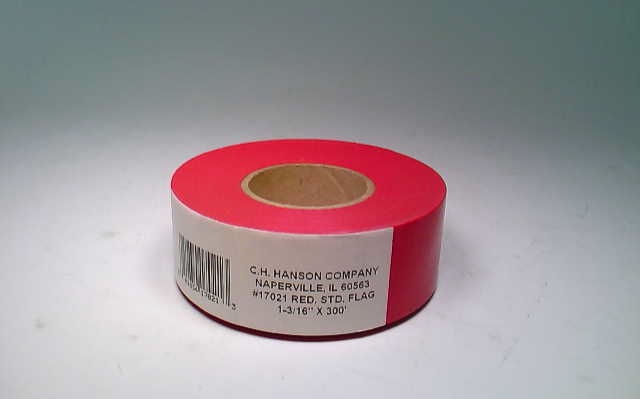 C.H. HANSON COMPANY
NAPERVILLE, IL 60563
#17021 RED, STD. FLAG
1-3/16" X 300'